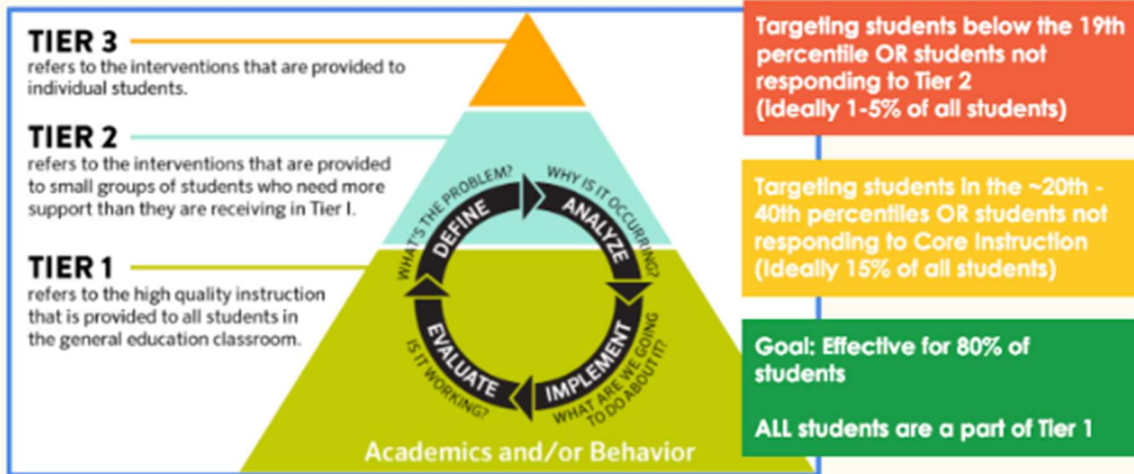 TIER 3
refers to the interventions that are provided to
individual students.
TIER 2
refers to the interventions that are provided
to small groups of students who need more
support than they are receiving in Tier I.
TIER 1
refers to the high quality instruction
that is provided to all students in
the general education classroom.
WHAT'S THE PROBLEM?
DEFINE
WHY IS IT OCCURRING?
ANALYZE
IMPLEMENT
WHAT ARE WE GOING
TO DO ABOUT IT?
EVALUATE
IS IT WORKING?
Academics and/or Behavior
Targeting students below the 19th
percentile OR students not
responding to Tier 2
(Ideally 1-5% of all students)
Targeting students in the ~20th -
40th percentiles OR students not
responding to Core Instruction
(Ideally 15% of all students)
Goal: Effective for 80% of
students
ALL students are a part of Tier 1